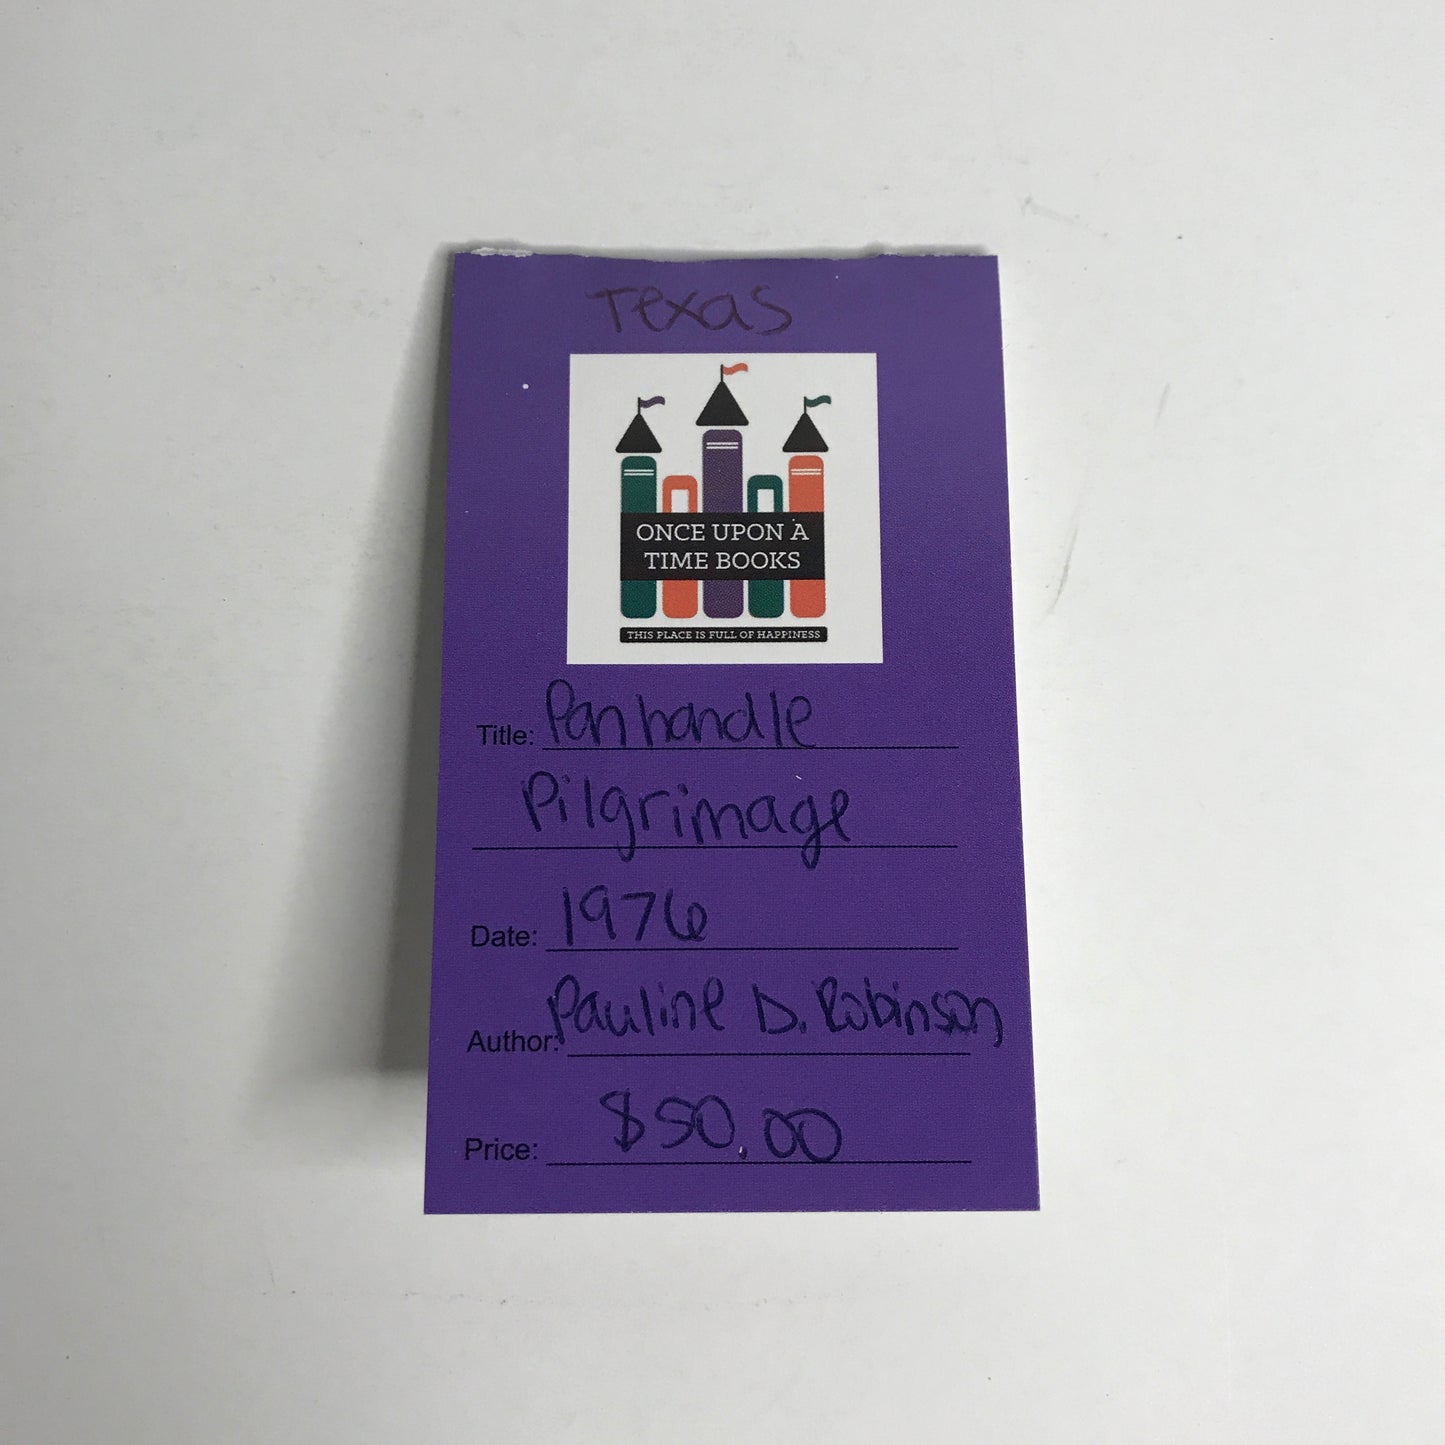 Texas
ONCE UPON A
TIME BOOKS
THIS PLACE IS FULL OF HAPPINESS
Title: Panhandle
Pilgrimage
Date: 1976
Author: Pauline D. Robinson
Price: $50.00